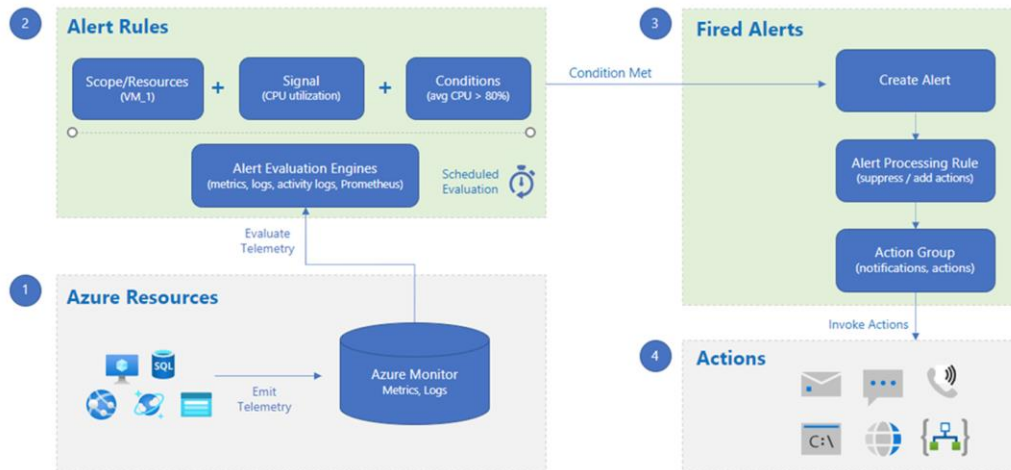 2
Alert Rules
Scope/Resources
(VM_1)
+
Signal
(CPU utilization)
+
Conditions
(avg CPU > 80%)
Alert Evaluation Engines
(metrics, logs, activity logs, Prometheus)
Scheduled
Evaluation
Condition Met
3
Fired Alerts
Create Alert
Alert Processing Rule
(suppress / add actions)
Action Group
(notifications, actions)
Evaluate
Telemetry
1
Azure Resources
SQL
Emit
Telemetry
Azure Monitor
Metrics, Logs
Invoke Actions
4
Actions
C:\